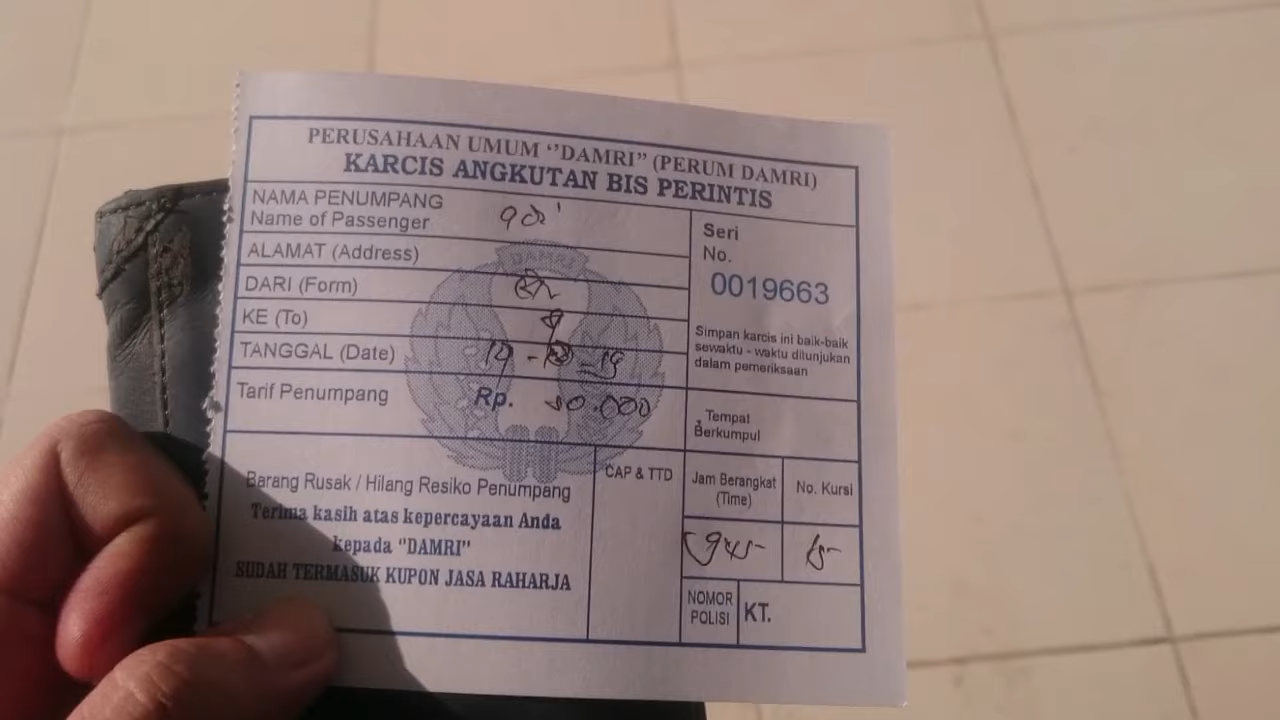 PERUSAHAAN UMUM ‘’DAMRI” (PERUM DAMRI)
KARCIS ANGKUTAN BIS PERINTIS
NAMA PENUMPANG
Name of Passenger
ALAMAT (Address)
DARI (Form)
KE (To)
TANGGAL (Date)
Tarif Penumpang Rp. 50.000
Seri
No.
0019663
Simpan karcis ini baik-baik
sewaktu - waktu ditunjukan
dalam pemeriksaan
Tempat
Berkumpul
DAMRI
Barang Rusak / Hilang Resiko Penumpang
Terima kasih atas kepercayaan Anda
kepada "DAMRI"
SUDAH TERMASUK KUPON JASA RAHARJA
CAP & TTD
Jam Berangkat
(Time)
No. Kursi
NOMOR
POLISI
KT.